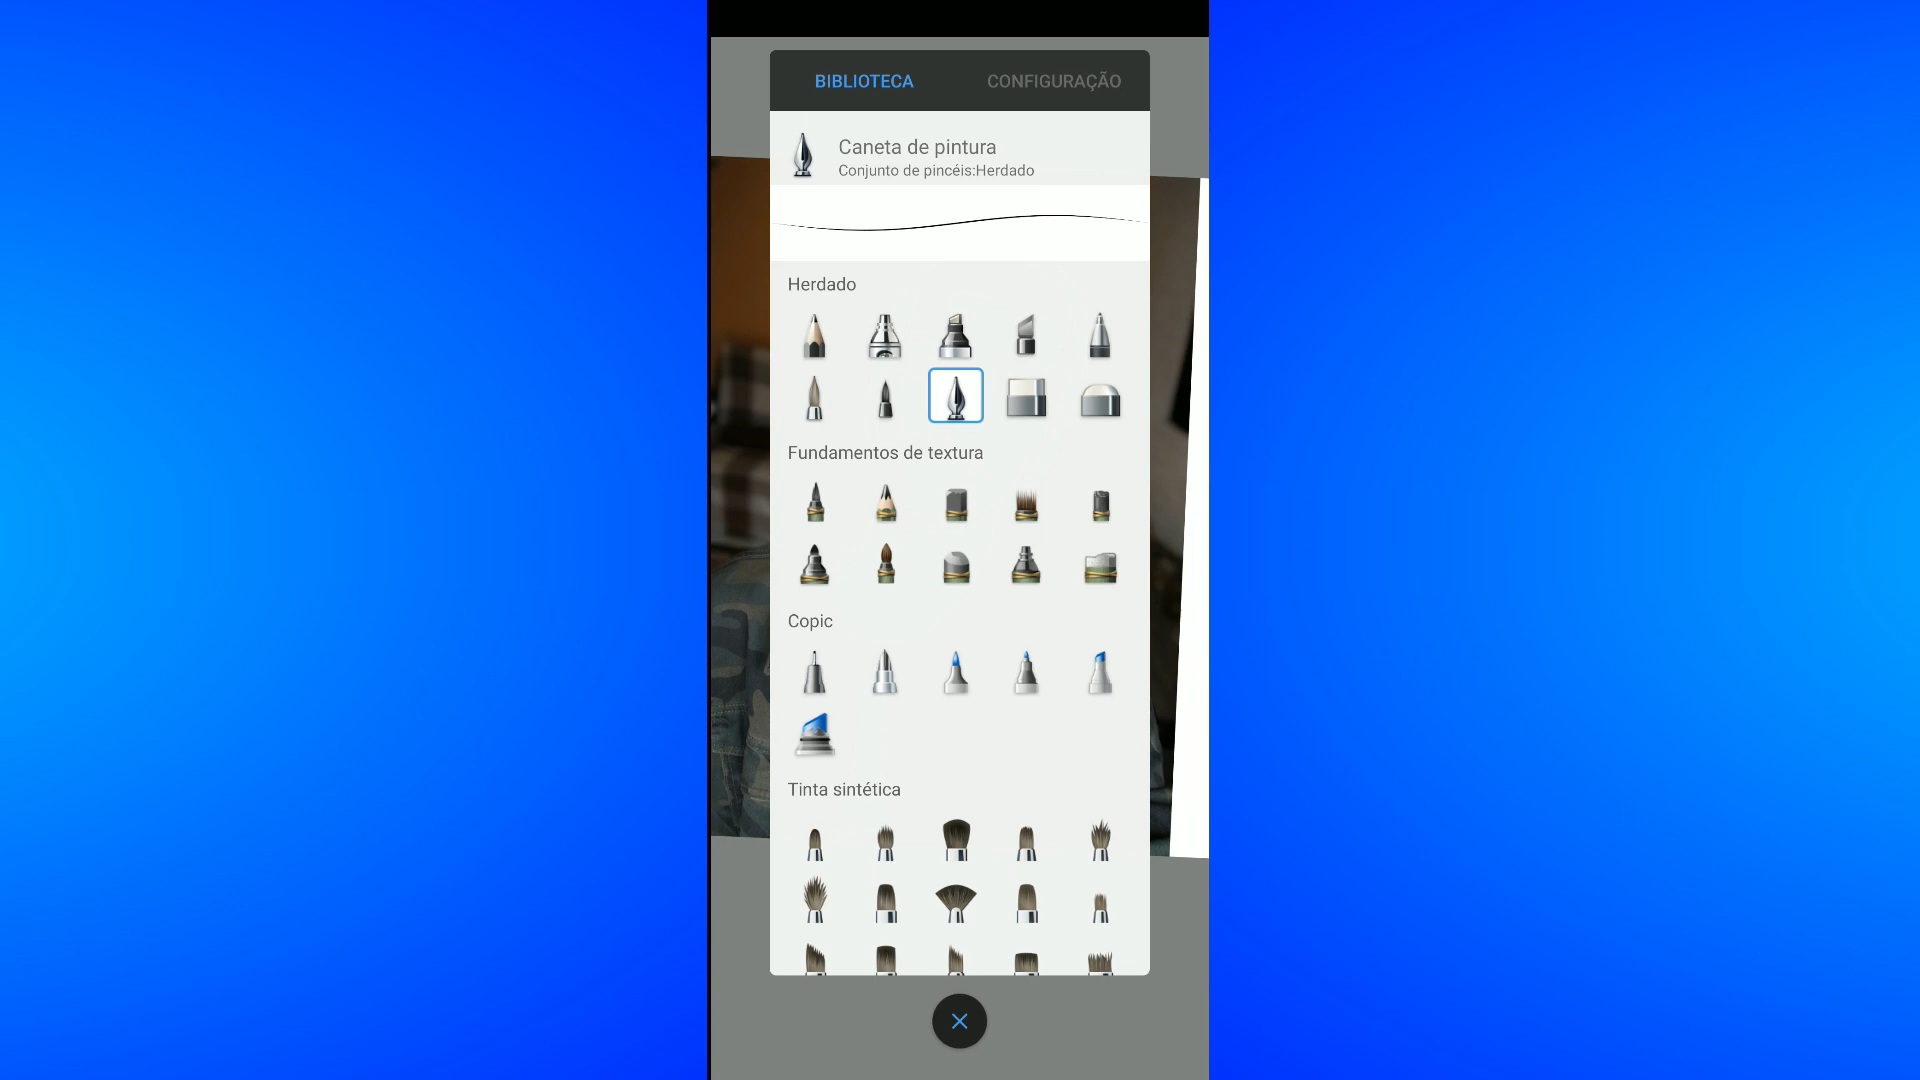 BIBLIOTECA
CONFIGURAÇÃO
Caneta de pintura
Conjunto de pincéis:Herdado
Herdado
Fundamentos de textura
Copic
Tinta sintética